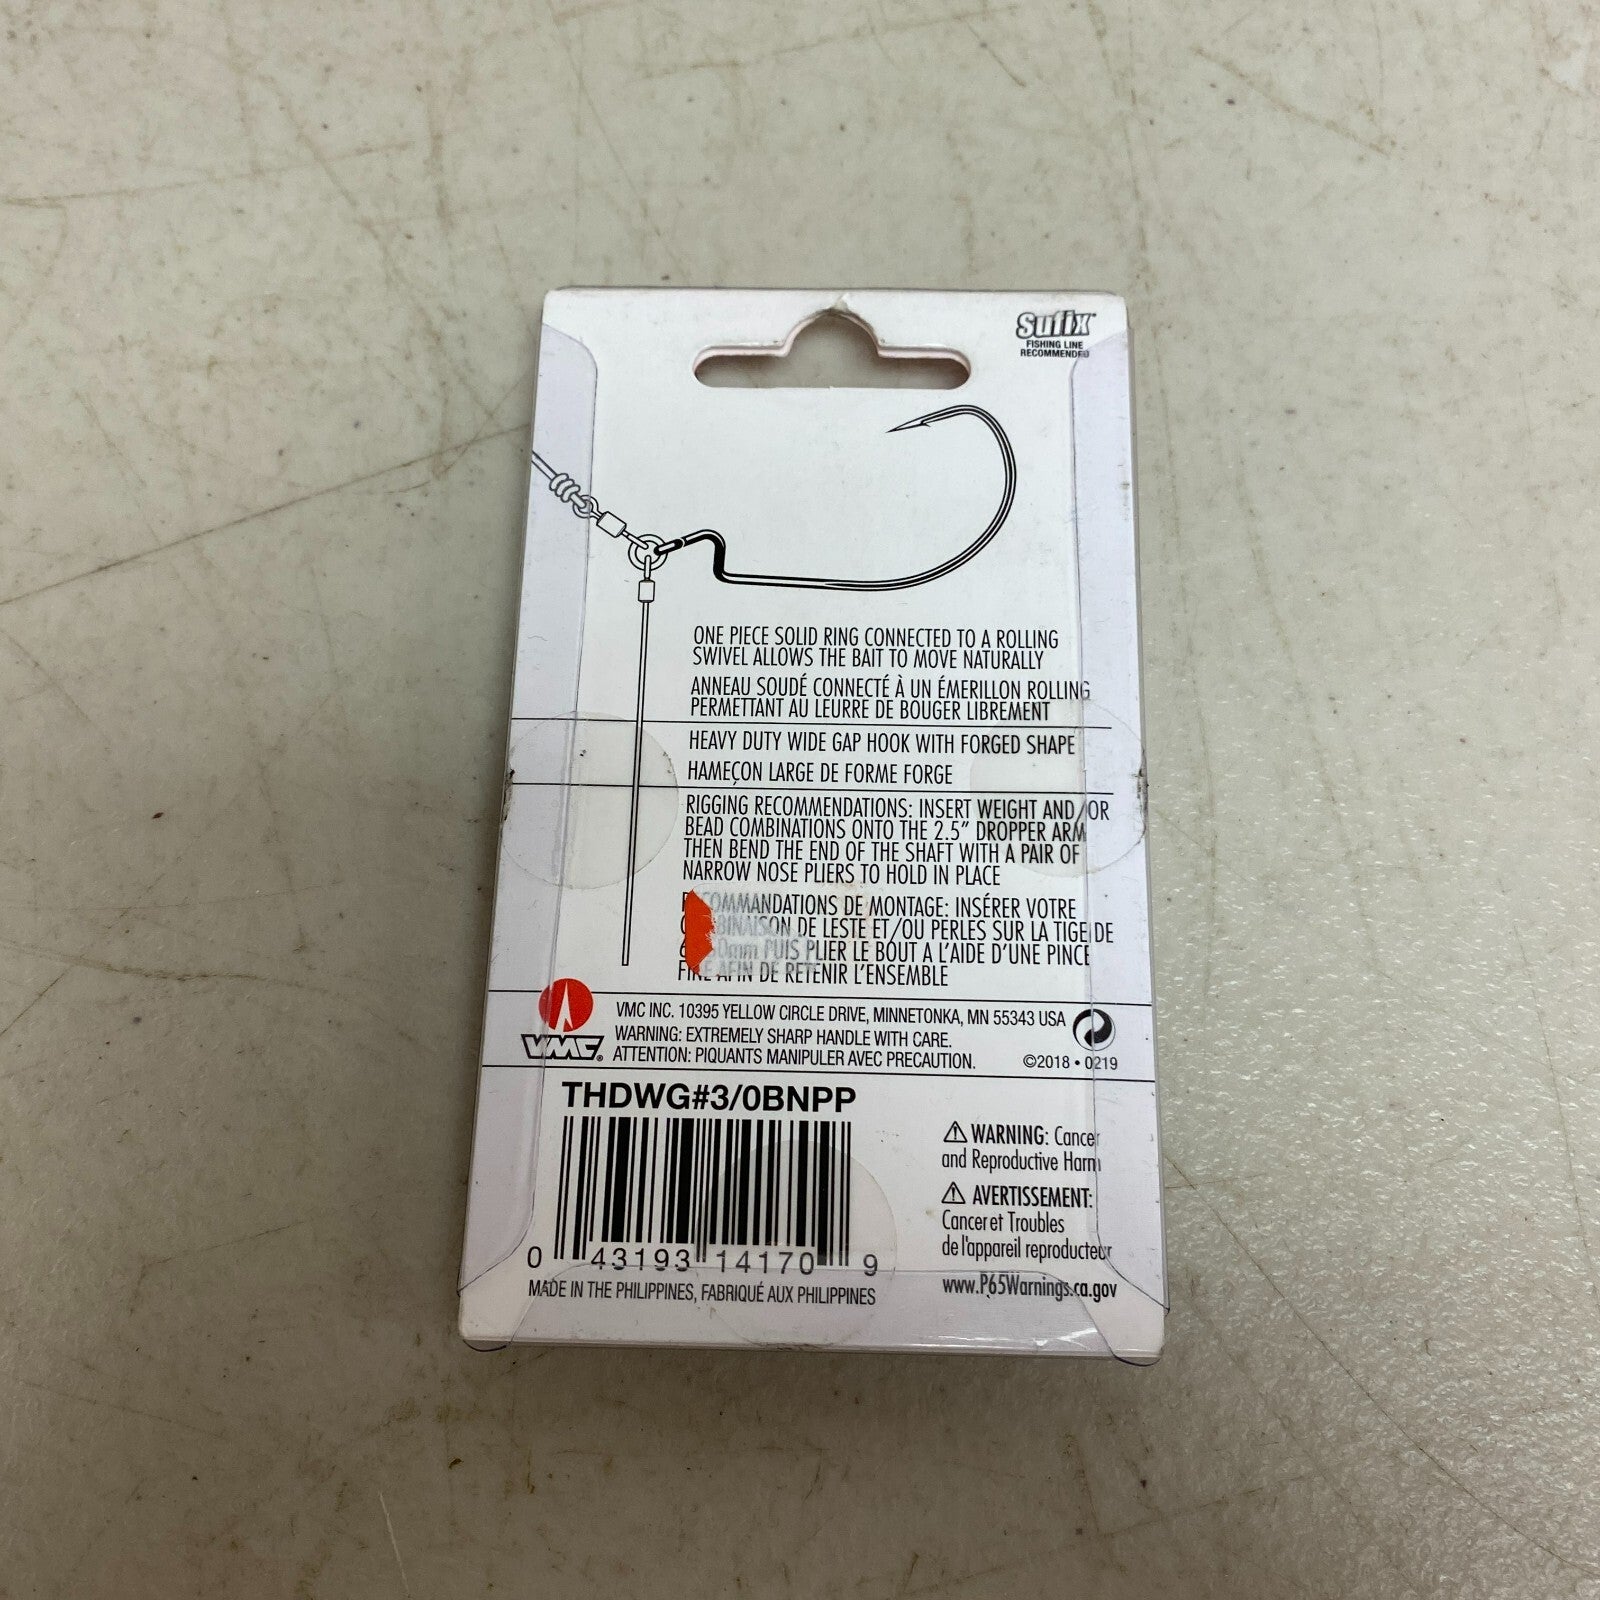 Sufix
FISHING LINE
RECOMMENDED
ONE PIECE SOLID RING CONNECTED TO A ROLLING
SWIVEL ALLOWS THE BAIT TO MOVE NATURALLY
ANNEAU SOUDÉ CONNECTÉ À UN ÉMERILLON ROLLING
PERMETTANT AU LEURRE DE BOUGER LIBREMENT
HEAVY DUTY WIDE GAP HOOK WITH FORGED SHAPE
HAMEÇON LARGE DE FORME FORGE
RIGGING RECOMMENDATIONS: INSERT WEIGHT AND/OR
BEAD COMBINATIONS ONTO THE 2.5" DROPPER ARM
THEN BEND THE END OF THE SHAFT WITH A PAIR OF
NARROW NOSE PLIERS TO HOLD IN PLACE
DE MONTAGE: INSÉRER VOTRE
DE LESTE ET/OU PERLES SUR LA TIGE DE
PUIS PLIER LE BOUT A L'AIDE D'UNE PINCE
FINE AFIN DE RETENIR L'ENSEMBLE
VMC INC. 10395 YELLOW CIRCLE DRIVE, MINNETONKA, MN 55343 USA
WARNING: EXTREMELY SHARP HANDLE WITH CARE.
VMC® ATTENTION: PIQUANTS MANIPULER AVEC PRECAUTION.
©2018 • 0219
THDWG#3/0BNPP
0 43193 14170 9
MADE IN THE PHILIPPINES, FABRIQUÉ AUX PHILIPPINES
⚠ WARNING: Cancer
and Reproductive Harm
⚠ AVERTISSEMENT:
Cancer et Troubles
de l'appareil reproducteur
www.P65Warnings.ca.gov